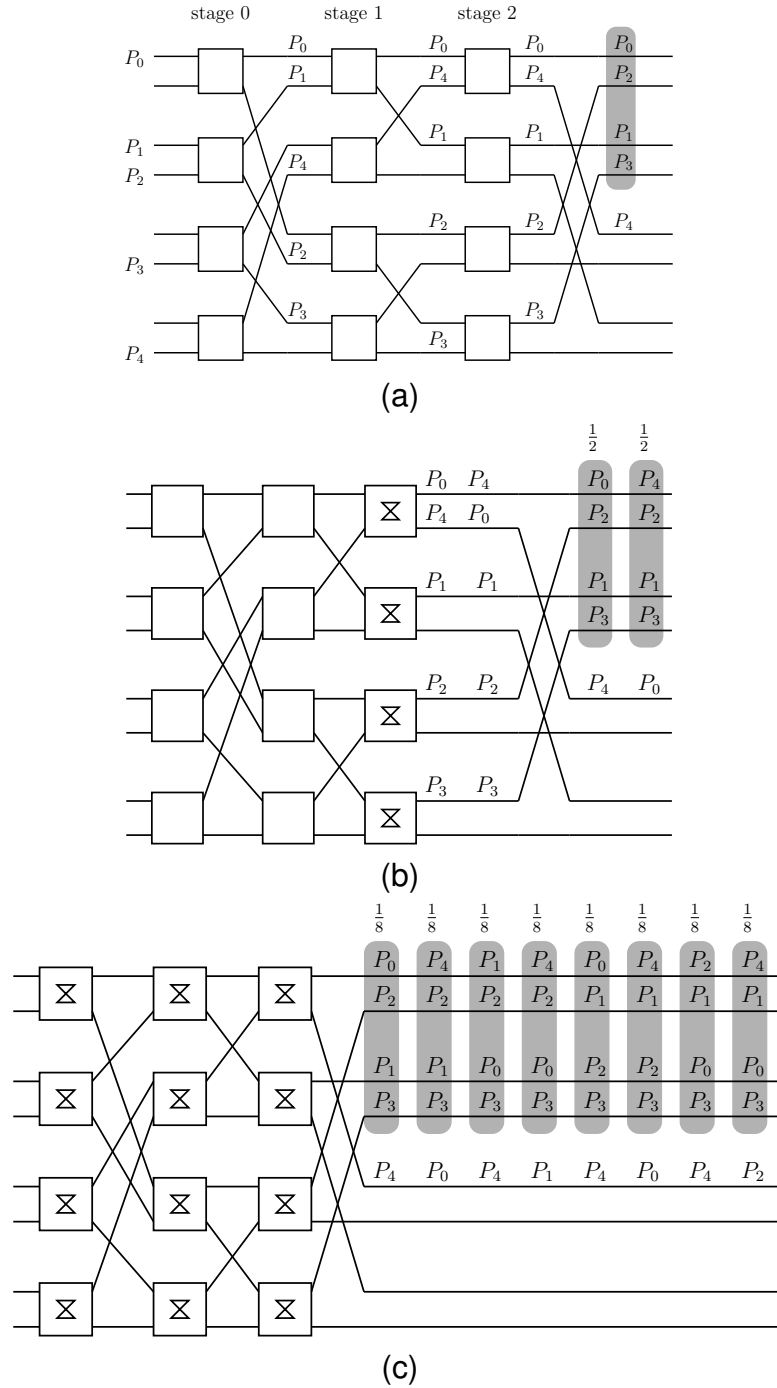 stage 0 stage 1 stage 2
P₀ P₀ P₀ P₀ P₀
P₁ P₄ P₄ P₂
P₁ P₁ P₁ P₁
P₂ P₄ P₃
P₂ P₂ P₄
P₃ P₂
P₃ P₃ P₃
P₄
(a)
1/2 1/2
P₀ P₄ P₀ P₄
P₄ P₀ P₂ P₂
P₁ P₁ P₁ P₁
P₃ P₃
P₂ P₂ P₄ P₀
P₃ P₃
(b)
1/8 1/8 1/8 1/8 1/8 1/8 1/8 1/8
P₀ P₄ P₁ P₄ P₀ P₄ P₂ P₄
P₂ P₂ P₂ P₂ P₁ P₁ P₁ P₁
P₁ P₁ P₀ P₀ P₂ P₂ P₀ P₀
P₃ P₃ P₃ P₃ P₃ P₃ P₃ P₃
P₄ P₀ P₄ P₁ P₄ P₀ P₄ P₂
(c)